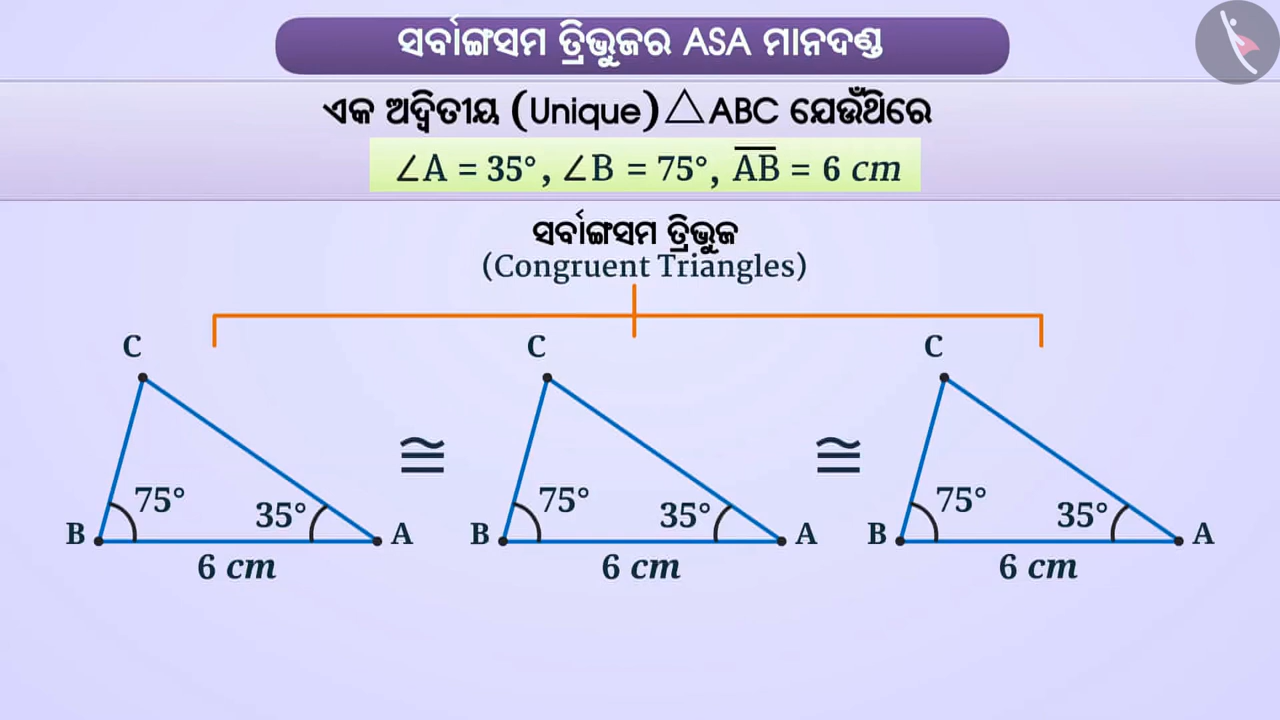 ସର୍ବାଙ୍ଗସମ ତ୍ରିଭୁଜର ASA ମାନଦଣ୍ଡ
ଏକ ଅଦ୍ୱିତୀୟ (Unique) △ABC ଯେଉଁଥିରେ
∠A = 35°, ∠B = 75°, A̅B̅ = 6 cm
ସର୍ବାଙ୍ଗସମ ତ୍ରିଭୁଜ
(Congruent Triangles)
C C C
≅ ≅
75° 75° 75°
35° 35° 35°
B A B A B A
6 cm 6 cm 6 cm